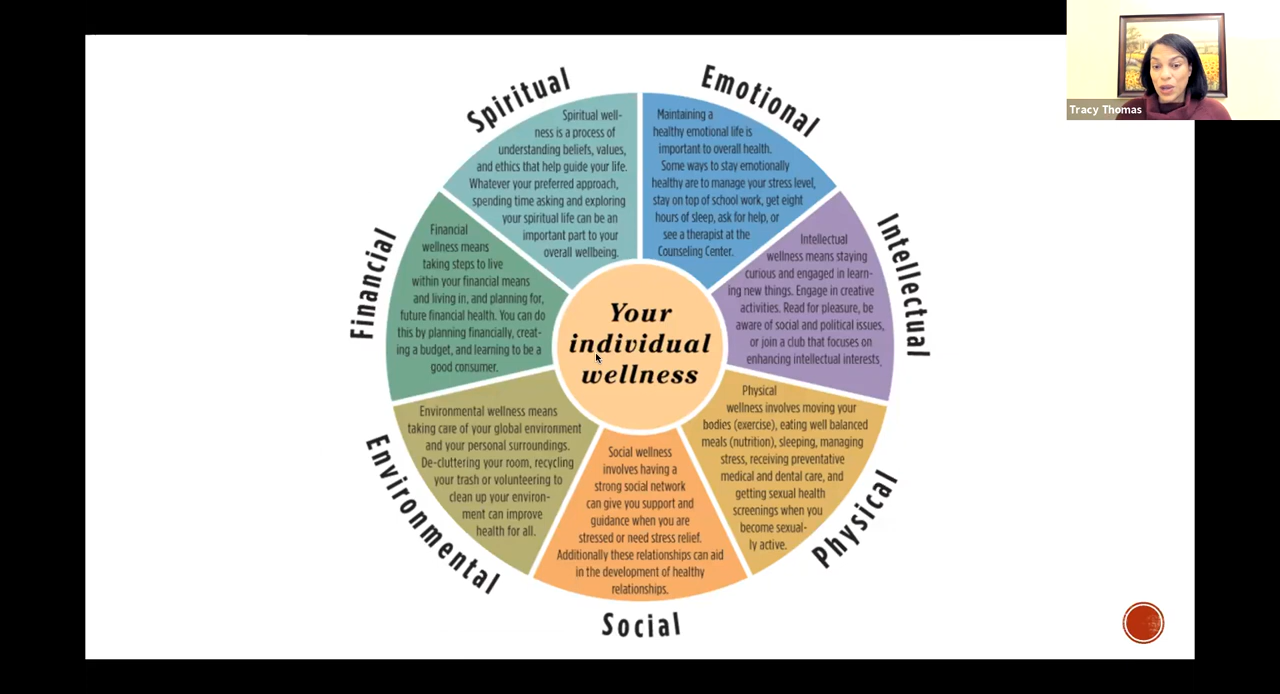 Tracy Thomas
Spiritual
Spiritual well-
ness is a process of
understanding beliefs, values,
and ethics that help guide your life.
Whatever your preferred approach,
spending time asking and exploring
your spiritual life can be an
important part to your
overall wellbeing.
Emotional
Maintaining a
healthy emotional life is
important to overall health.
Some ways to stay emotionally
healthy are to manage your stress level,
stay on top of school work, get eight
hours of sleep, ask for help, or
see a therapist at the
Counseling Center.
Intellectual
Intellectual
wellness means staying
curious and engaged in learn-
ing new things. Engage in creative
activities. Read for pleasure, be
aware of social and political issues,
or join a club that focuses on
enhancing intellectual interests.
Physical
Physical
wellness involves moving your
bodies (exercise), eating well balanced
meals (nutrition), sleeping, managing
stress, receiving preventative
medical and dental care, and
getting sexual health
screenings when you
become sexual-
ly active.
Social
Social wellness
involves having a
strong social network
can give you support and
guidance when you are
stressed or need stress relief.
Additionally these relationships can aid
in the development of healthy
relationships.
Environmental
Environmental wellness means
taking care of your global environment
and your personal surroundings.
De-cluttering your room, recycling
your trash or volunteering to
clean up your environ-
ment can improve
health for all.
Financial
Financial
wellness means
taking steps to live
within your financial means
and living in, and planning for,
future financial health. You can do
this by planning financially, creat-
ing a budget, and learning to be a
good consumer.
Your
individual
wellness